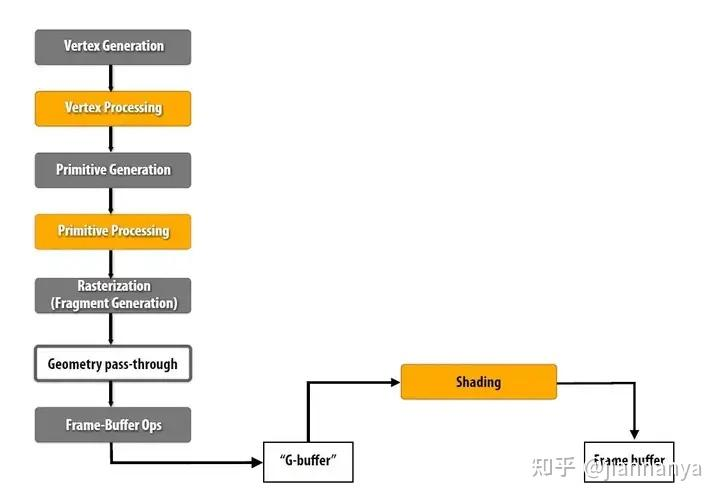 Vertex Generation
Vertex Processing
Primitive Generation
Primitive Processing
Rasterization
(Fragment Generation)
Geometry pass-through
Frame-Buffer Ops
Shading
“G-buffer”
Frame buffer
知乎 @jiannanya